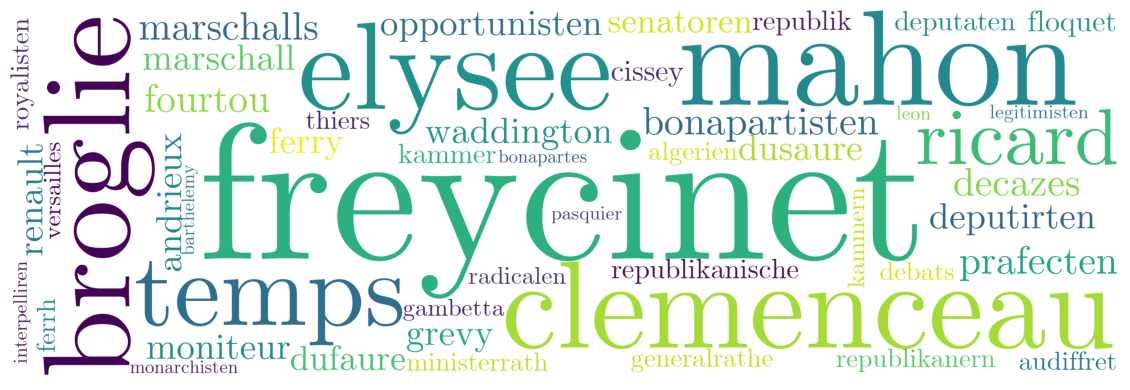 royalisten
broglie
marschalls
opportunisten
senatoren
republik
deputaten
floquet
marschall
elysee
cissey
mahon
fourtou
thiers
leon
legitimisten
ferry
waddington
bonapartisten
ricard
kammer
bonapartes
algerien
dusaure
renault
versailles
andrieux
barthelemy
freycinet
pasquier
decazes
deputirten
kammern
interpelliren
ferrh
temps
radicalen
republikanische
debats
prafecten
gambetta
clemenceau
grevy
moniteur
dufaure
ministerrath
generalrathe
republikanern
audiffret
monarchisten